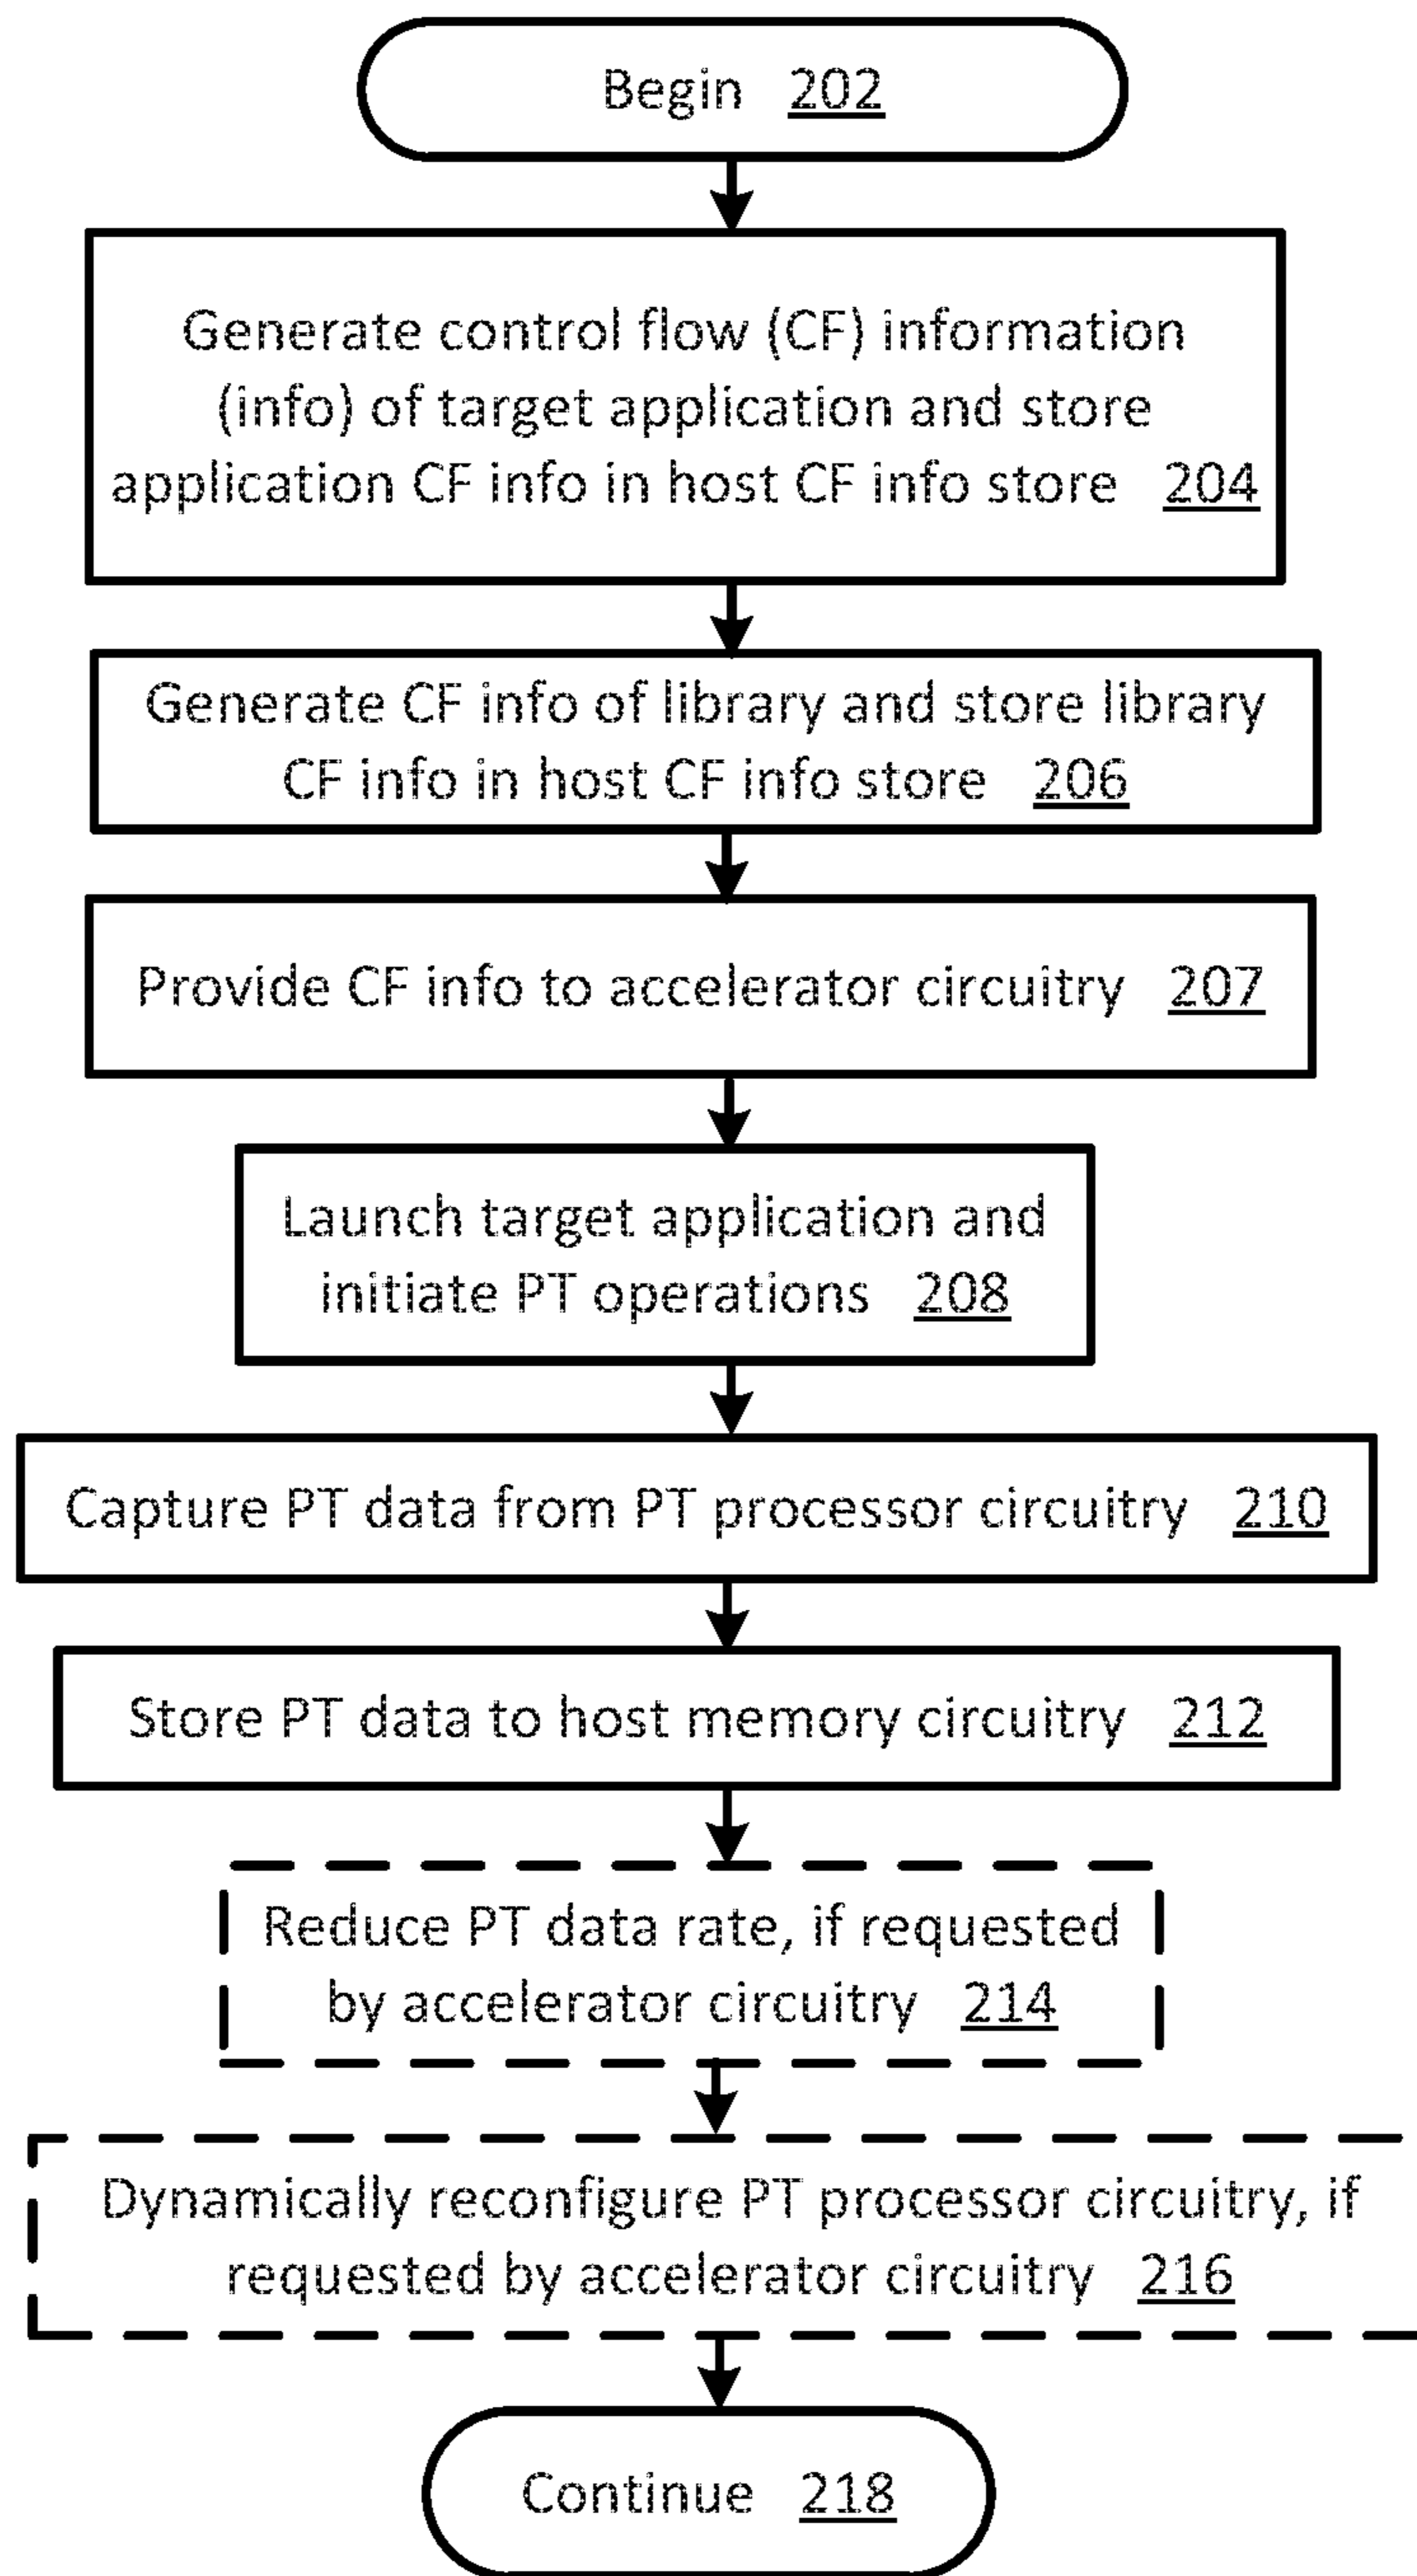 Begin 202
Generate control flow (CF) information
(info) of target application and store
application CF info in host CF info store 204
Generate CF info of library and store library
CF info in host CF info store 206
Provide CF info to accelerator circuitry 207
Launch target application and
initiate PT operations 208
Capture PT data from PT processor circuitry 210
Store PT data to host memory circuitry 212
Reduce PT data rate, if requested
by accelerator circuitry 214
Dynamically reconfigure PT processor circuitry, if
requested by accelerator circuitry 216
Continue 218